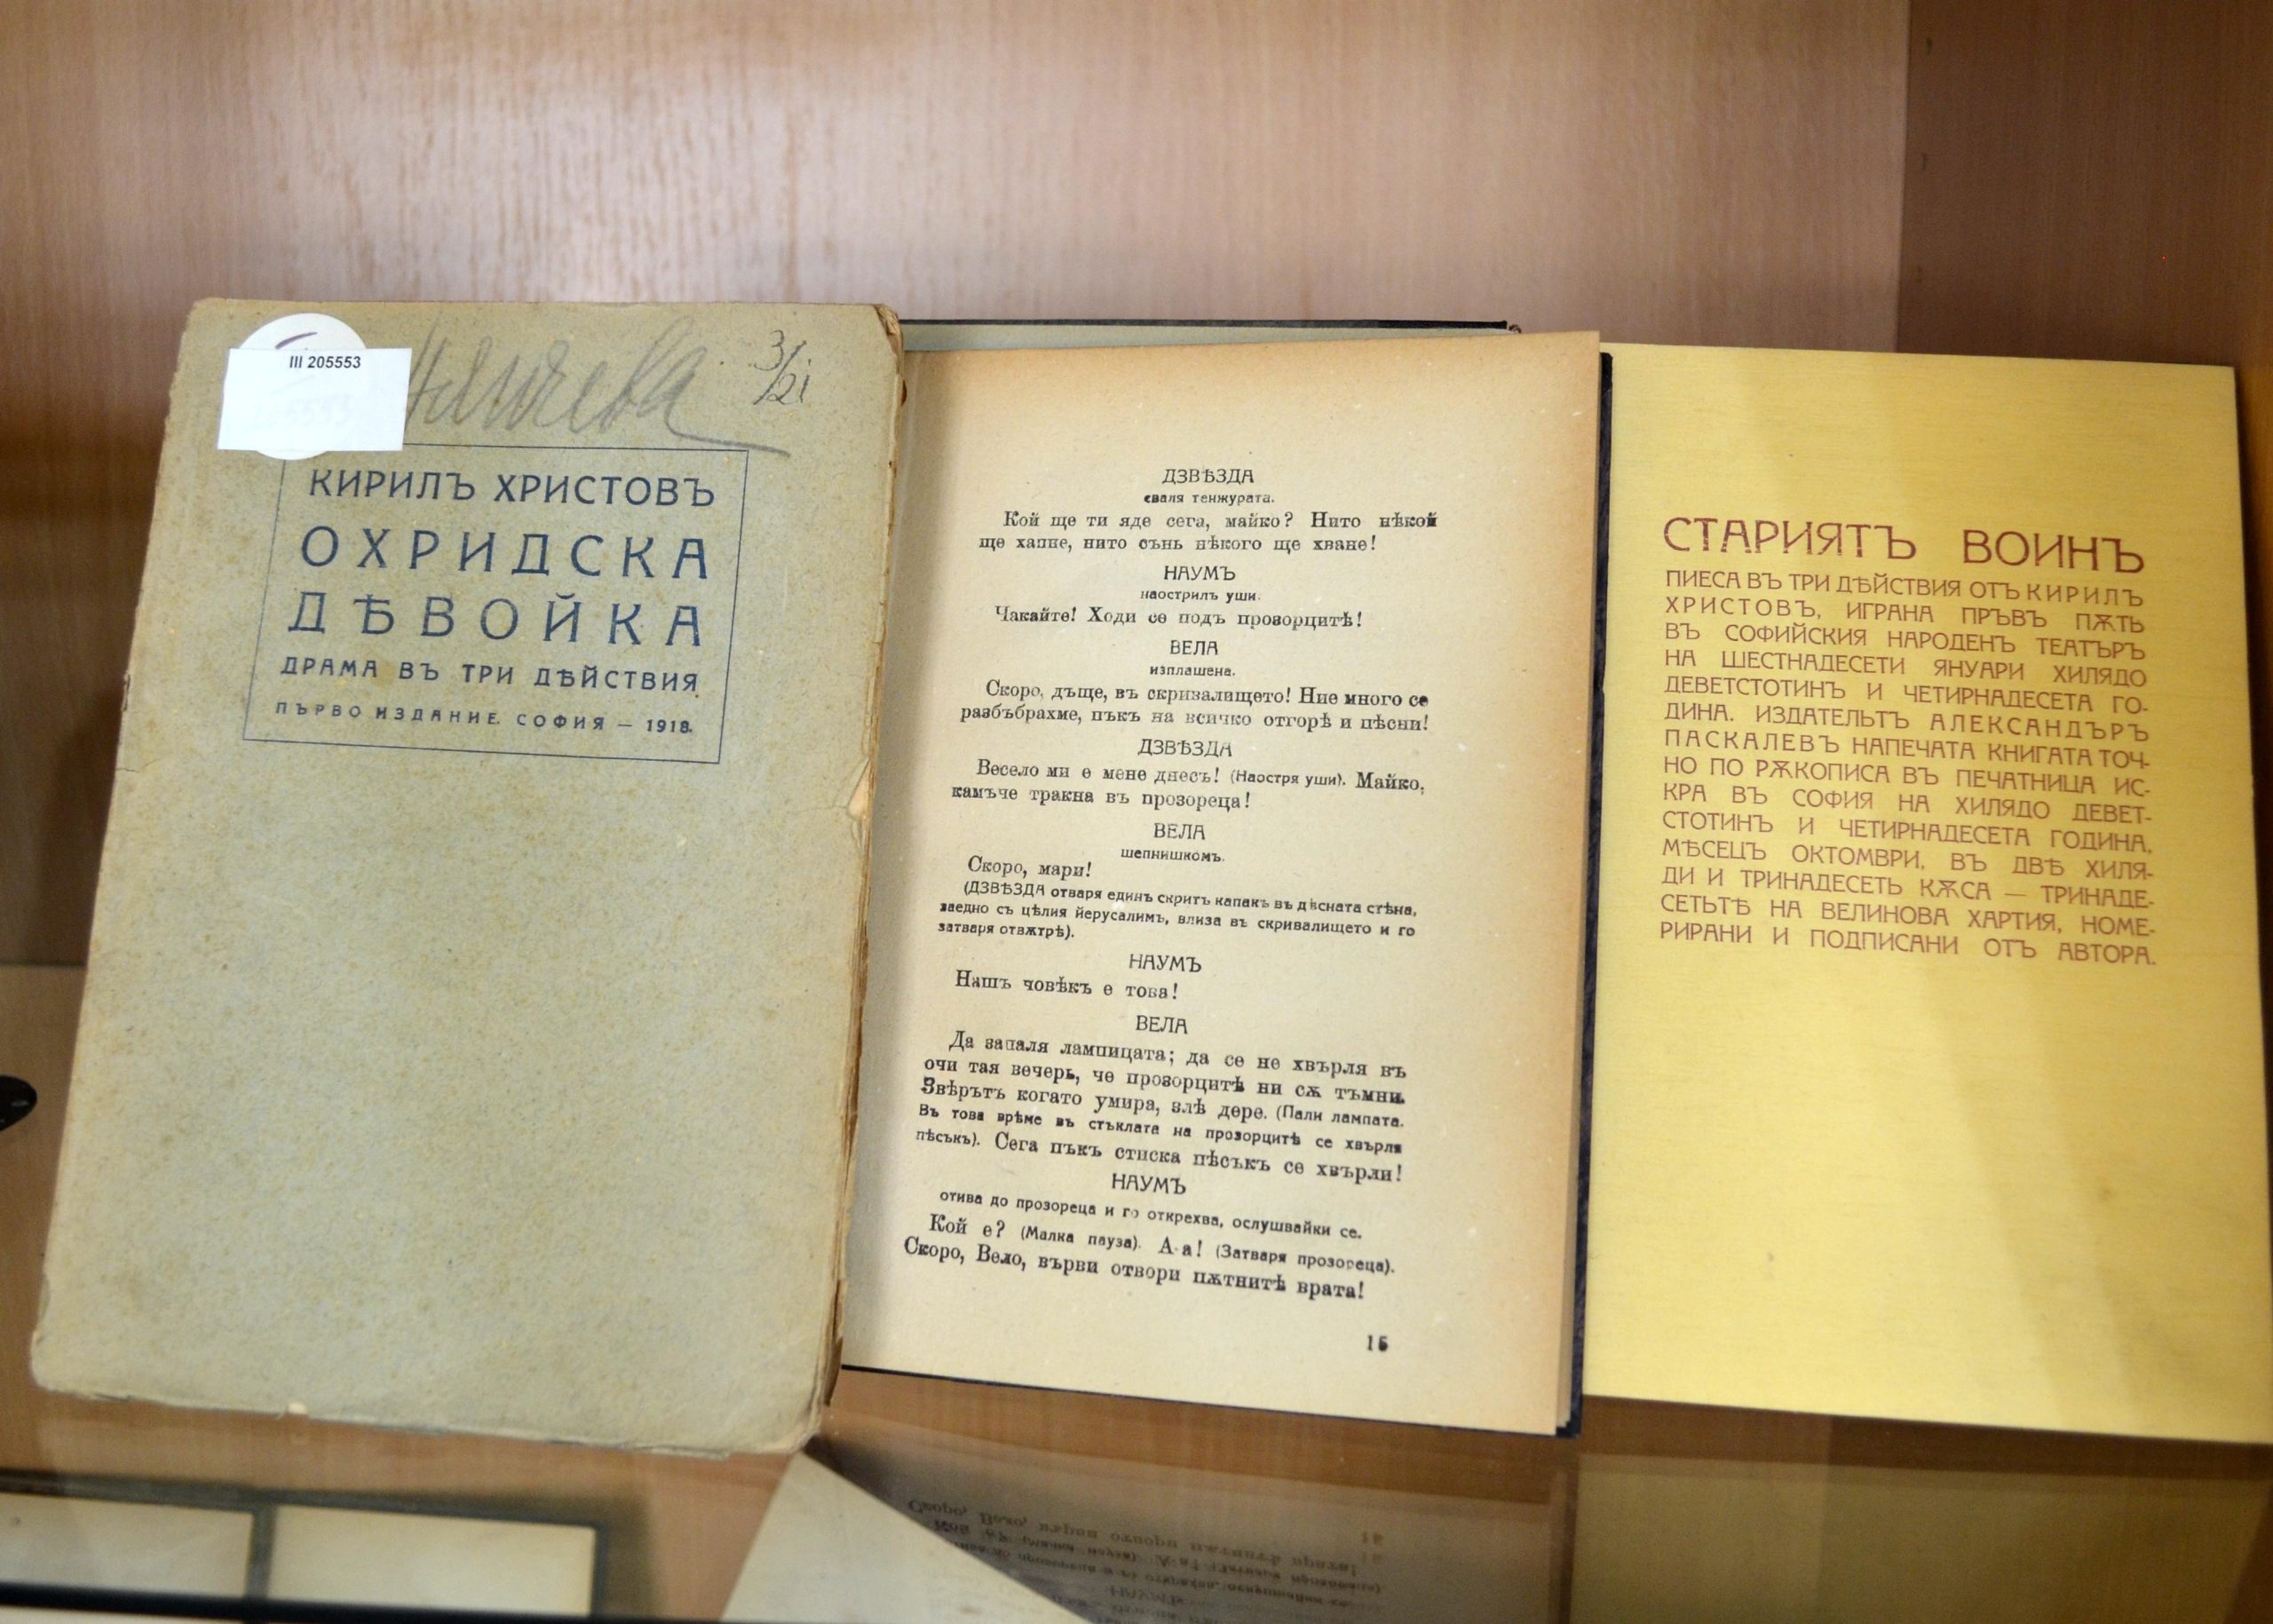 III 205553
3/
КИРИЛЪ ХРИСТОВЪ
ОХРИДСКА
ДѢВОЙКА
ДРАМА ВЪ ТРИ ДѢЙСТВИЯ
ПЪРВО ИЗДАНИЕ. СОФИЯ — 1918.
ДЗВѢЗДА
сваля тенжурата.
Кой ще ти яде сега, майко? Нито нѣкой
ще хапне, нито сънь нѣкого ще хване!
НАУМЪ
наострилъ уши.
Чакайте! Ходи се подъ прозорцитѣ!
ВЕЛА
изплашена.
Скоро, дъще, въ скривалището! Ние много се
разбъбрахме, пъкъ на всичко отгорѣ и пѣсни!
ДЗВѢЗДА
Весело ми е мене днесъ! (Наостря уши). Майко,
камъче тракна въ прозореца!
ВЕЛА
шепнишкомъ.
Скоро, мари!
(ДЗВѢЗДА отваря единъ скритъ капакъ въ дѣсната стѣна,
заедно съ цѣлия йерусалимъ, влиза въ скривалището и го
затваря отвѫтрѣ).
НАУМЪ
Нашъ човѣкъ е това!
ВЕЛА
Да запаля лампицата; да се не хвърля въ
очи тая вечерь, че прозорцитѣ ни сѫ тъмни.
Звѣрътъ когато умира, злѣ дере. (Пали лампата.
Въ това врѣме въ стъклата на прозорцитѣ се хвърля
пѣсъкъ). Сега пъкъ стиска пѣсъкъ се хвърли!
НАУМЪ
отива до прозореца и го открехва, ослушвайки се.
Кой е? (Малка пауза). А-а! (Затваря прозореца).
Скоро, Вело, върви отвори пѫтнитѣ врата!
15
СТАРИЯТЪ ВОИНЪ
ПИЕСА ВЪ ТРИ ДѢЙСТВИЯ ОТЪ КИРИЛЪ
ХРИСТОВЪ, ИГРАНА ПРЪВЪ ПѪТЬ
ВЪ СОФИЙСКИЯ НАРОДЕНЪ ТЕАТЪРЪ
НА ШЕСТНАДЕСЕТИ ЯНУАРИ ХИЛЯДО
ДЕВЕТСТОТИНЪ И ЧЕТИРНАДЕСЕТА ГО-
ДИНА. ИЗДАТЕЛЬТЪ АЛЕКСАНДЪРЪ
ПАСКАЛЕВЪ НАПЕЧАТА КНИГАТА ТОЧ-
НО ПО РѪКОПИСА ВЪ ПЕЧАТНИЦА ИС-
КРА ВЪ СОФИЯ НА ХИЛЯДО ДЕВЕТ-
СТОТИНЪ И ЧЕТИРНАДЕСЕТА ГОДИНА,
МѢСЕЦЪ ОКТОМВРИ, ВЪ ДВѢ ХИЛЯ-
ДИ И ТРИНАДЕСЕТЬ КѪСА — ТРИНАДЕ-
СЕТЬТѢ НА ВЕЛИНОВА ХАРТИЯ, НОМЕ-
РИРАНИ И ПОДПИСАНИ ОТЪ АВТОРА.